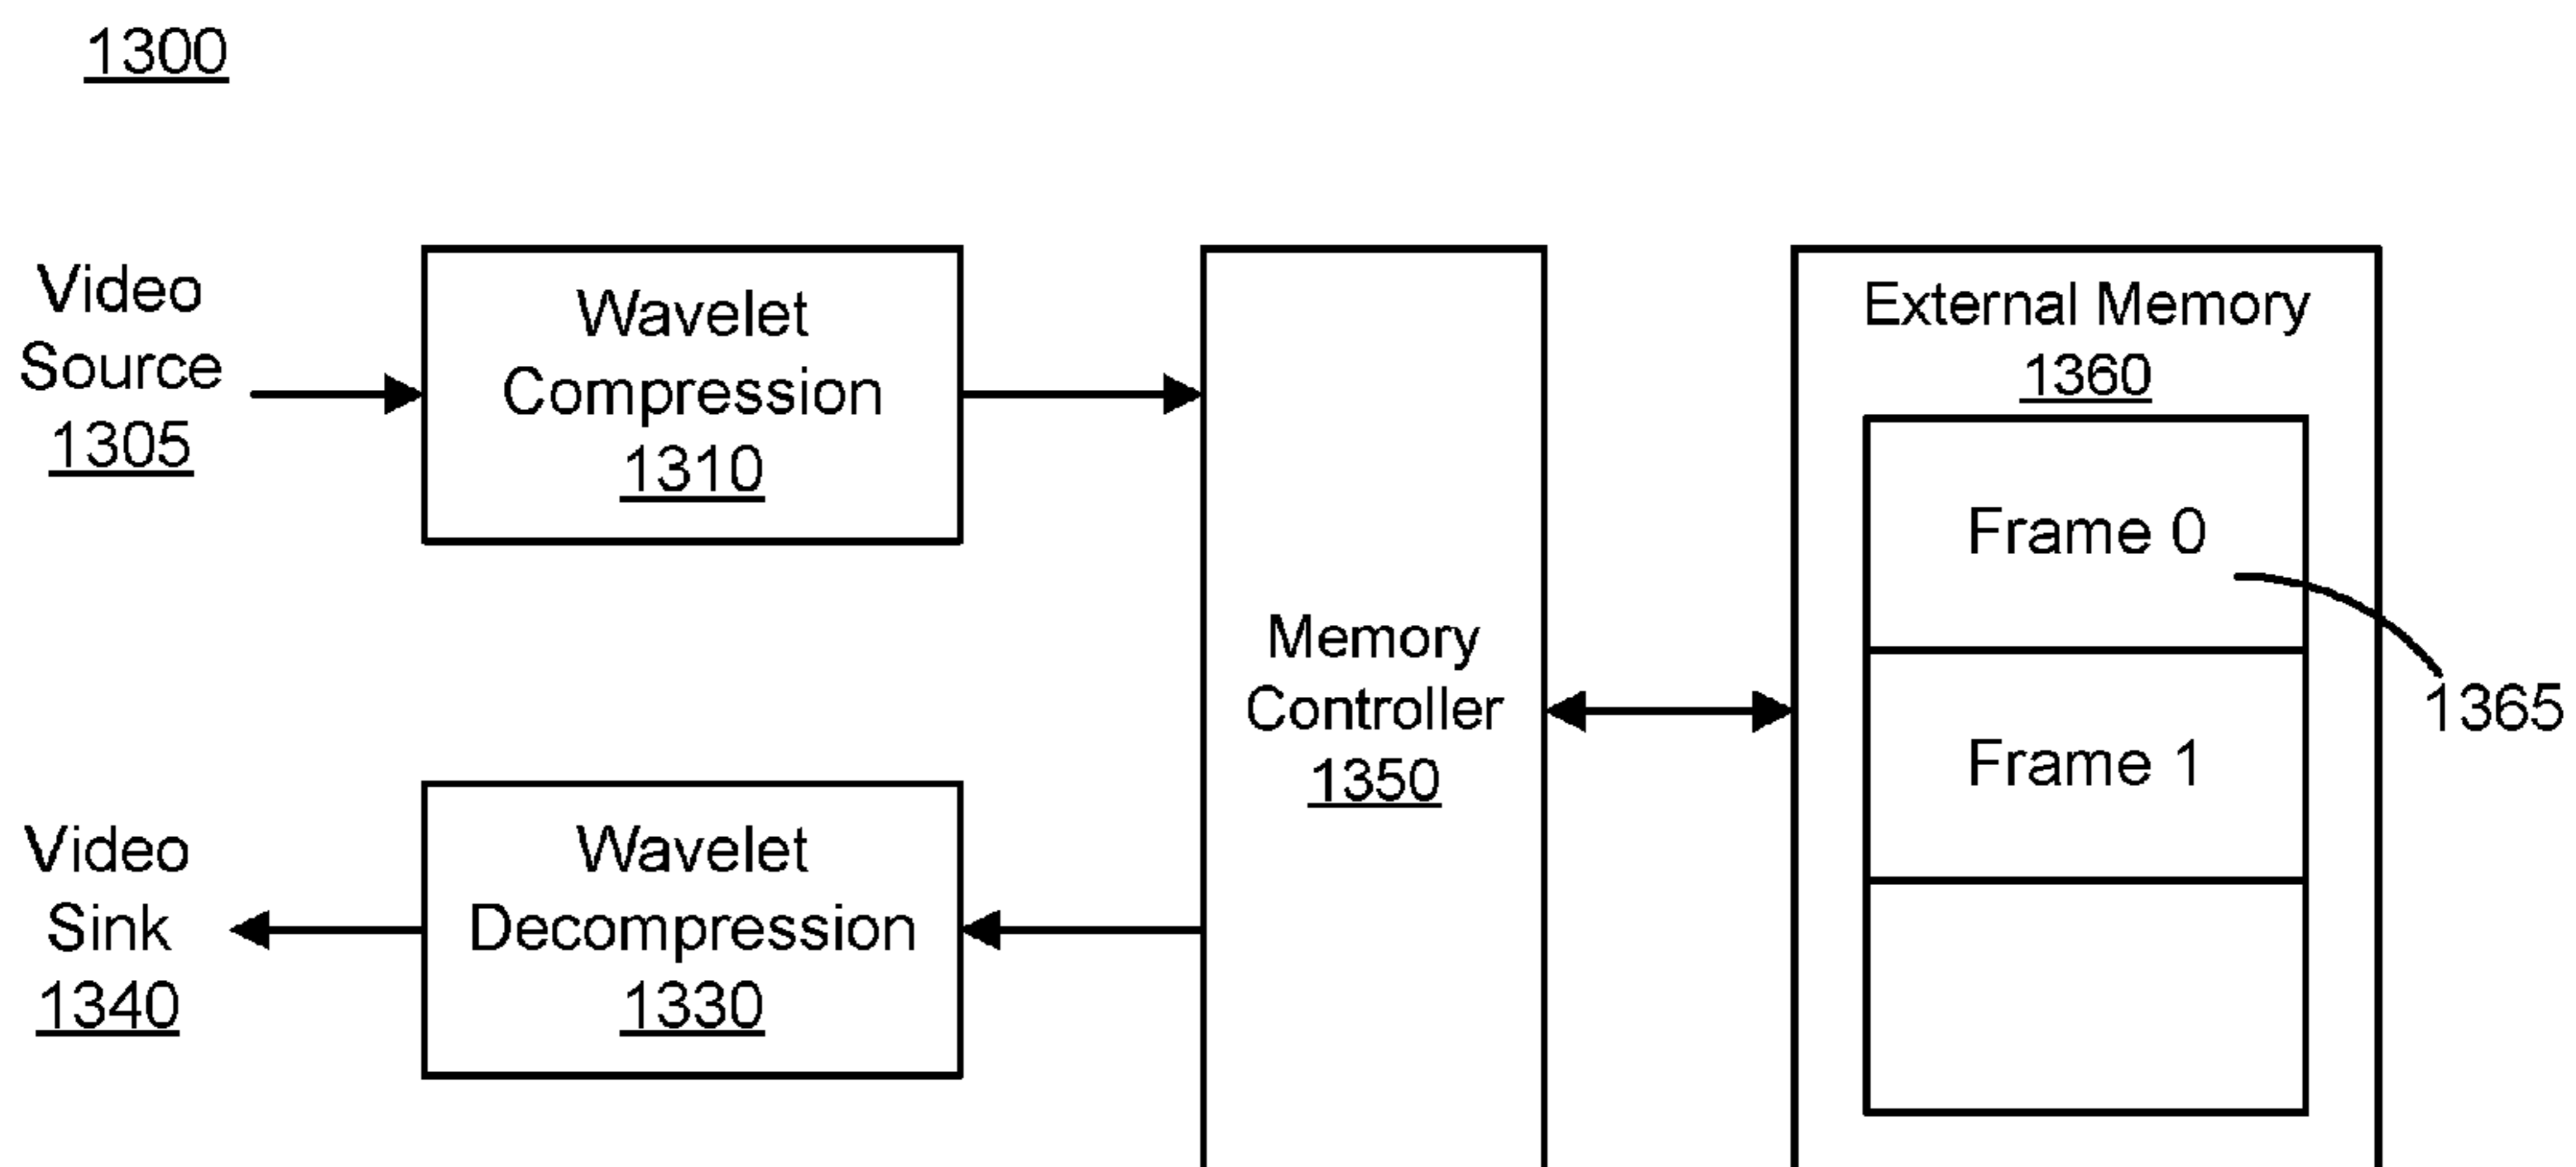 1300
Video
Source
1305
Wavelet
Compression
1310
Memory
Controller
1350
External Memory
1360
Frame 0
Frame 1
1365
Video
Sink
1340
Wavelet
Decompression
1330